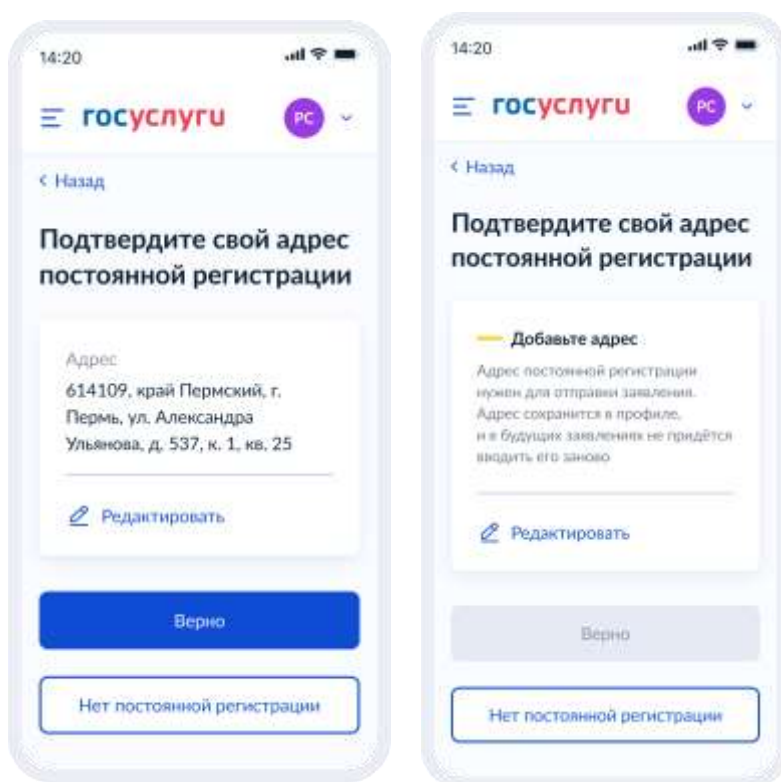 14:20
госуслуги
РС
Назад
Подтвердите свой адрес
постоянной регистрации
Адрес
614109, край Пермский, г.
Пермь, ул. Александра
Ульянова, д. 537, к. 1, кв. 25
Редактировать
Верно
Нет постоянной регистрации
14:20
госуслуги
РС
Назад
Подтвердите свой адрес
постоянной регистрации
Добавьте адрес
Адрес постоянной регистрации
нужен для отправки заявления.
Адрес сохранится в профиле,
и в будущих заявлениях не придётся
вводить его заново
Редактировать
Верно
Нет постоянной регистрации